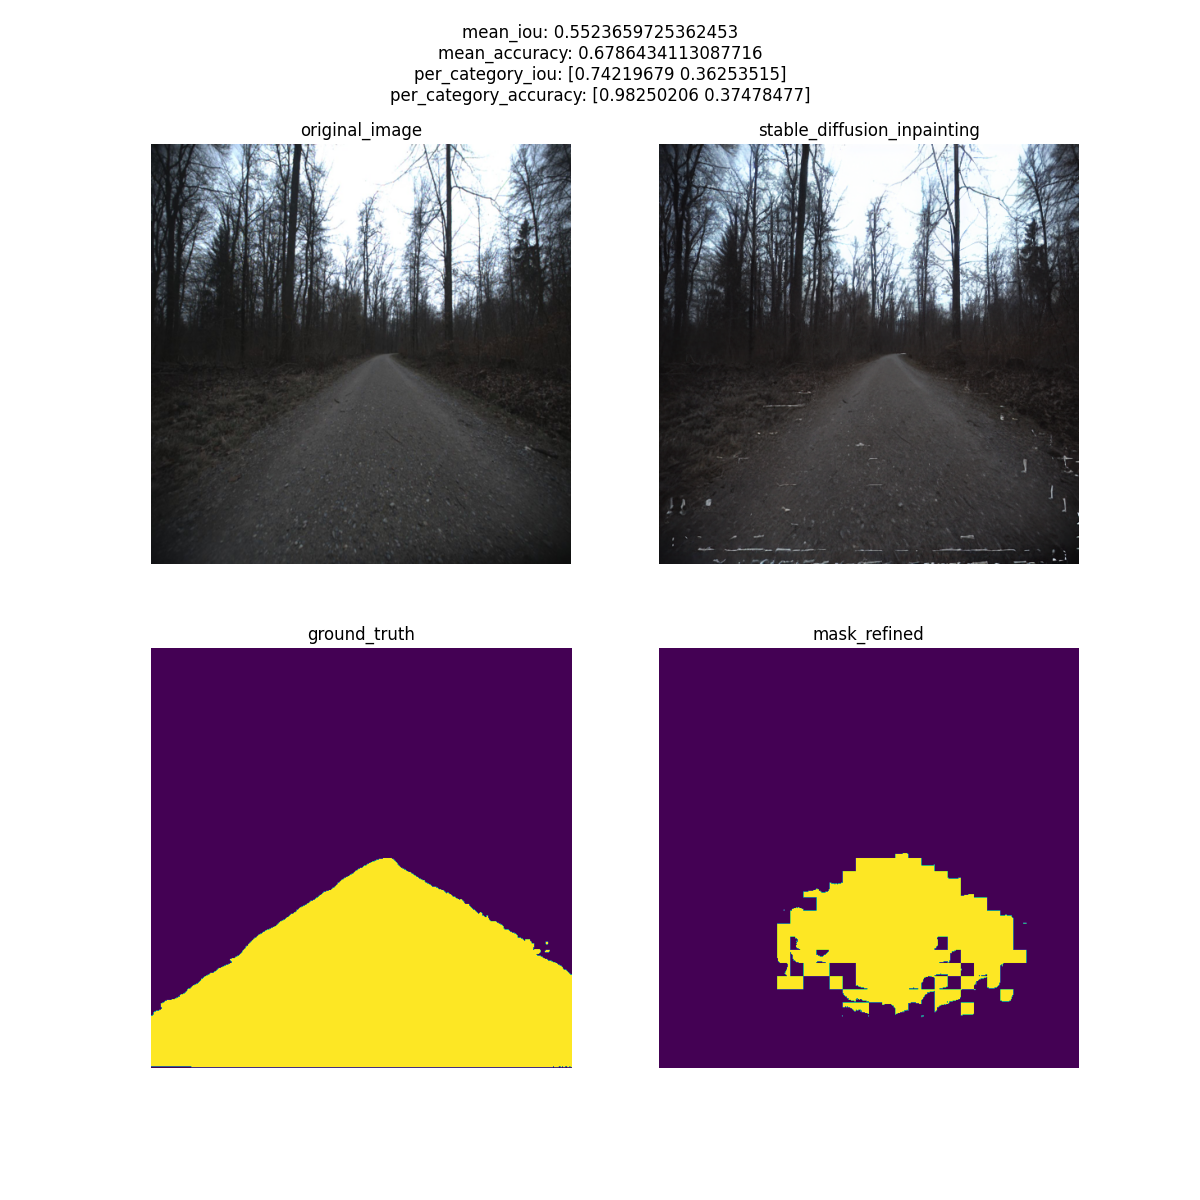 mean_iou: 0.5523659725362453
mean_accuracy: 0.6786434113087716
per_category_iou: [0.74219679 0.36253515]
per_category_accuracy: [0.98250206 0.37478477]
original_image
stable_diffusion_inpainting
ground_truth
mask_refined